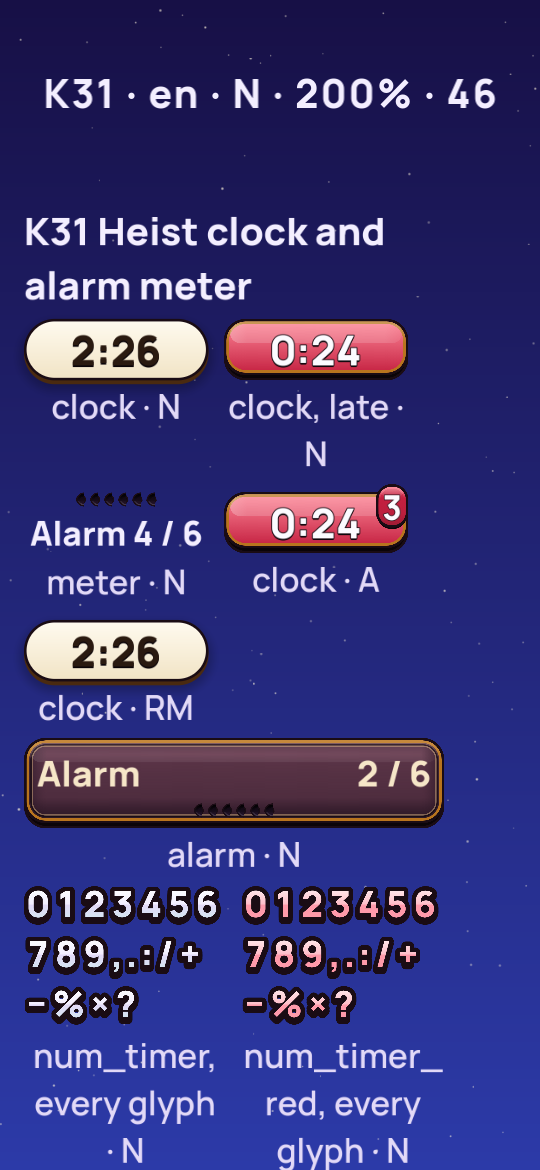 K31 · en · N · 200% · 46
K31 Heist clock and
alarm meter
2:26
0:24
clock · N
clock, late ·
N
Alarm 4 / 6
meter · N
0:24
3
clock · A
2:26
clock · RM
Alarm
2 / 6
alarm · N
0123456
789,.:/+
−%×?
0123456
789,.:/+
−%×?
num_timer,
every glyph
· N
num_timer_
red, every
glyph · N